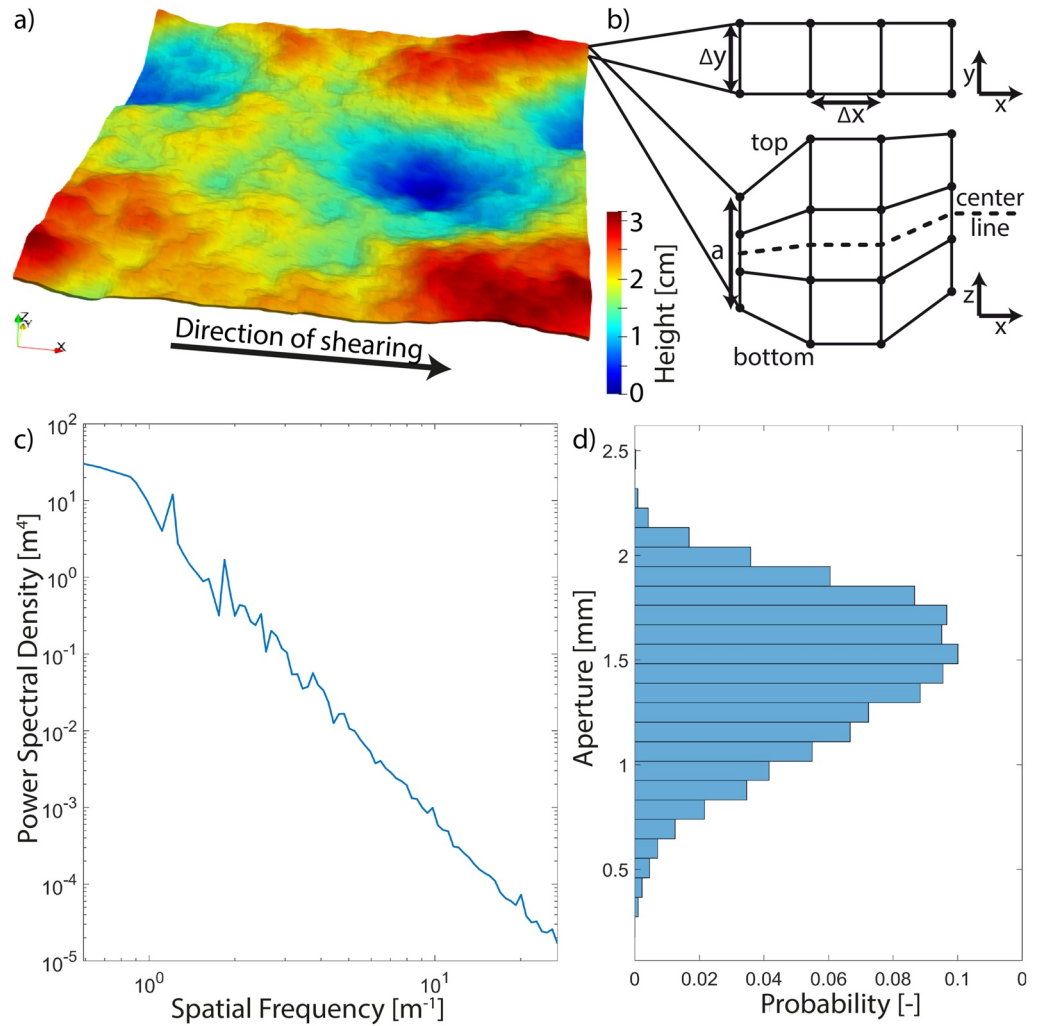 a)
Z
Y
X
Direction of shearing
3
2
1
0
Height [cm]
b)
Δy
Δx
y
x
top
center
line
a
bottom
z
x
c)
10²
10¹
10⁰
10⁻¹
10⁻²
10⁻³
10⁻⁴
10⁻⁵
Power Spectral Density [m⁴]
10⁰
10¹
Spatial Frequency [m⁻¹]
d)
2.5
2
1.5
1
0.5
Aperture [mm]
0 0.02 0.04 0.06 0.08 0.1 0
Probability [-]